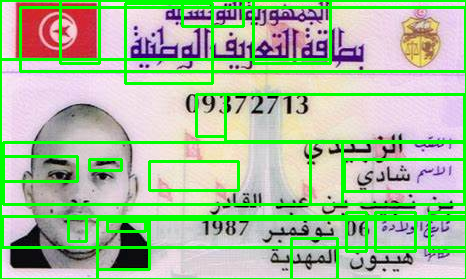 الجمهورية التونسية
بطاقة التعريف الوطنية
09372713
اللقب الزبيدي
الاسم شادي
بن نجيب بن عبد القادر
تاريخ الولادة 06 نوفمبر 1987
مكانها هيبون المهدية